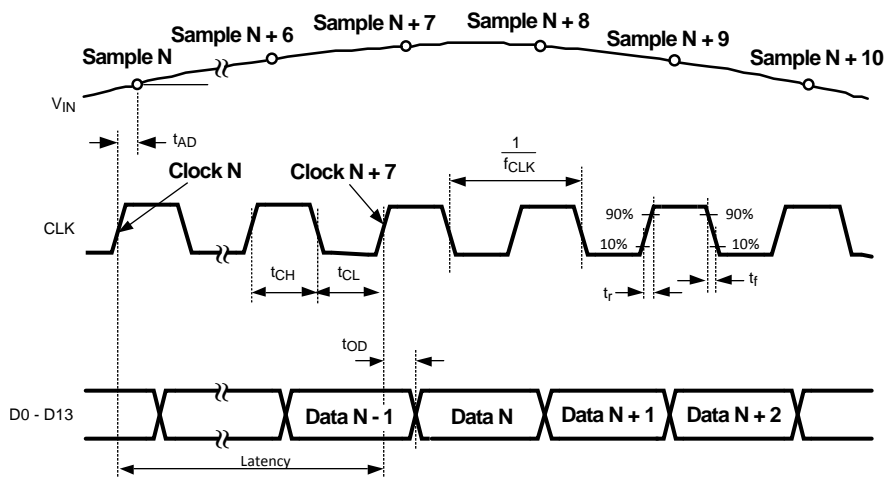 Sample N
Sample N + 6
Sample N + 7
Sample N + 8
Sample N + 9
Sample N + 10
VIN
tAD
Clock N
Clock N + 7
1
fCLK
CLK
90%
90%
10%
10%
tCH
tCL
tr
tf
tOD
D0 - D13
Data N - 1
Data N
Data N + 1
Data N + 2
Latency